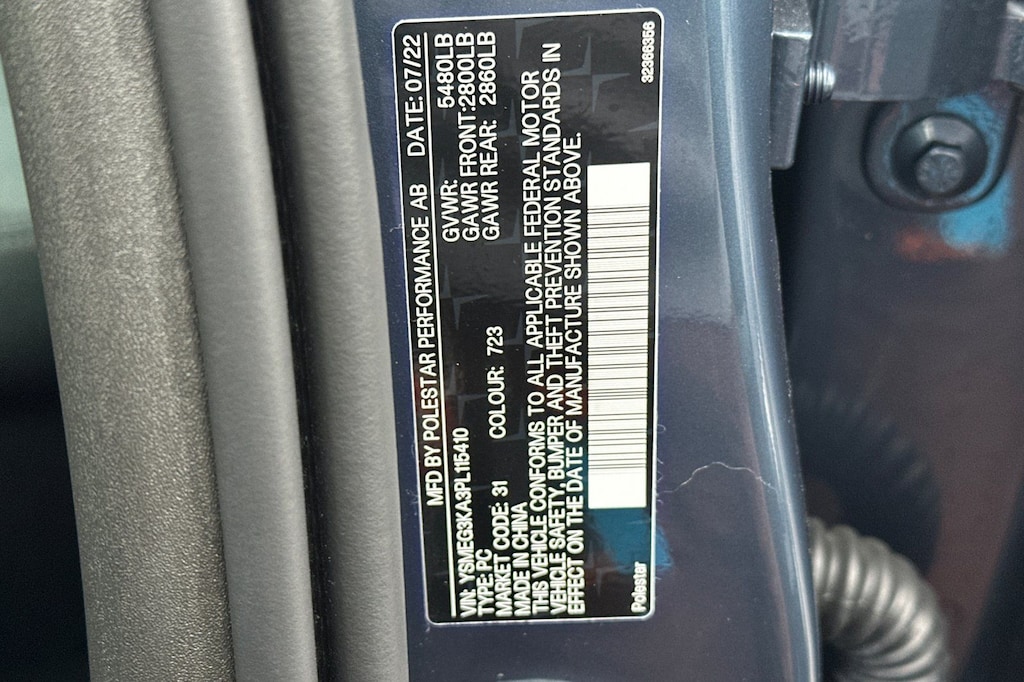 MFD BY POLESTAR PERFORMANCE AB DATE: 07/22
GVWR: 5480LB
GAWR FRONT:2800LB
GAWR REAR: 2860LB
VIN: YSMEG3KA3PL115410
TYPE: PC
MARKET CODE: 31 COLOUR: 723
MADE IN CHINA
THIS VEHICLE CONFORMS TO ALL APPLICABLE FEDERAL MOTOR
VEHICLE SAFETY, BUMPER AND THEFT PREVENTION STANDARDS IN
EFFECT ON THE DATE OF MANUFACTURE SHOWN ABOVE.
Polestar 32366356